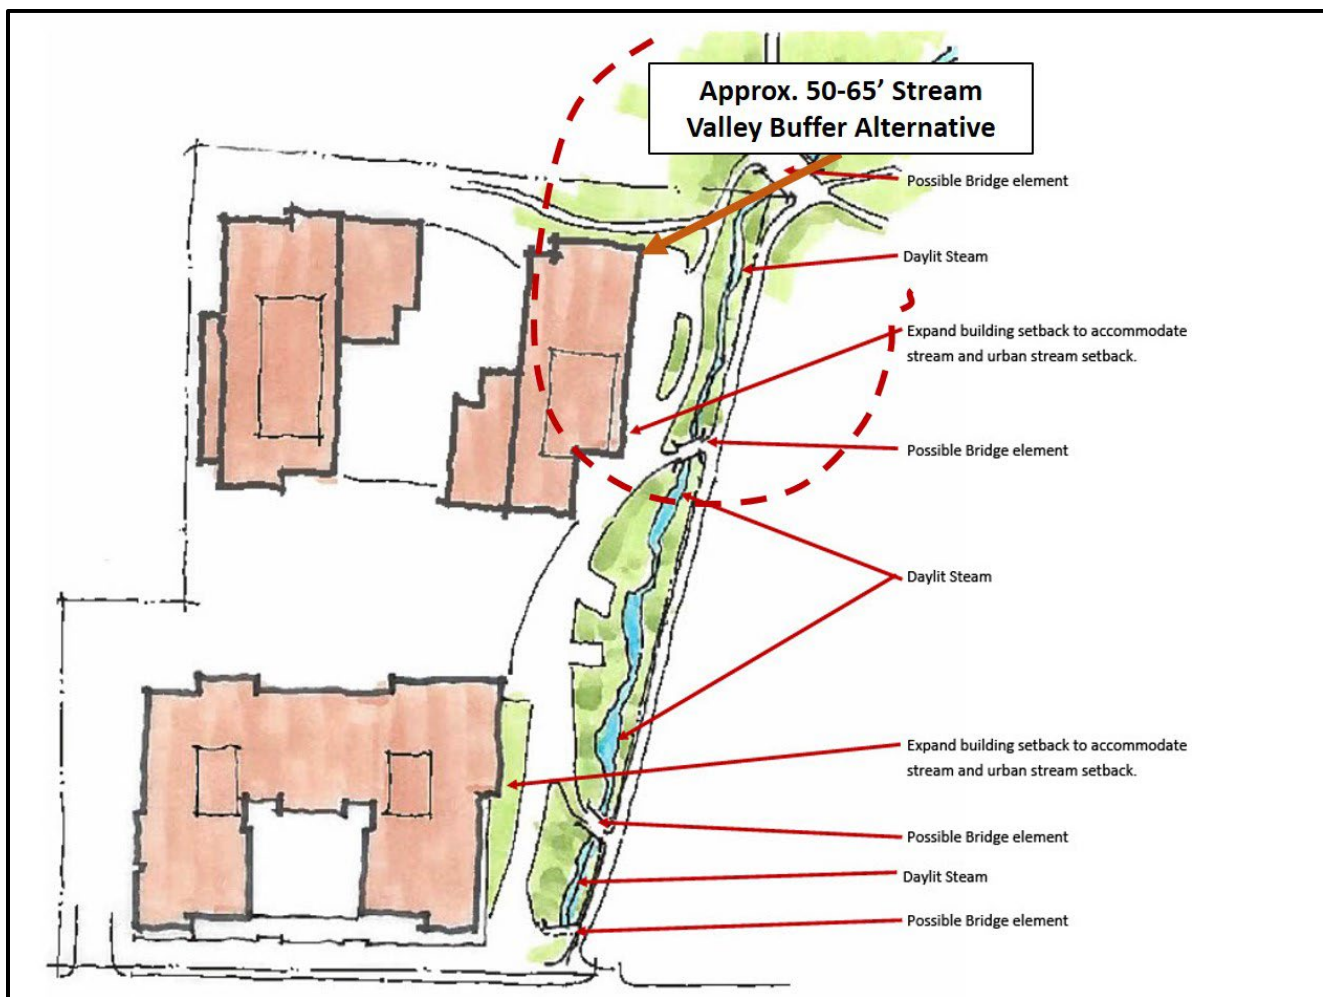 Approx. 50-65’ Stream
Valley Buffer Alternative
Possible Bridge element
Daylit Steam
Expand building setback to accommodate
stream and urban stream setback.
Possible Bridge element
Daylit Steam
Expand building setback to accommodate
stream and urban stream setback.
Possible Bridge element
Daylit Steam
Possible Bridge element